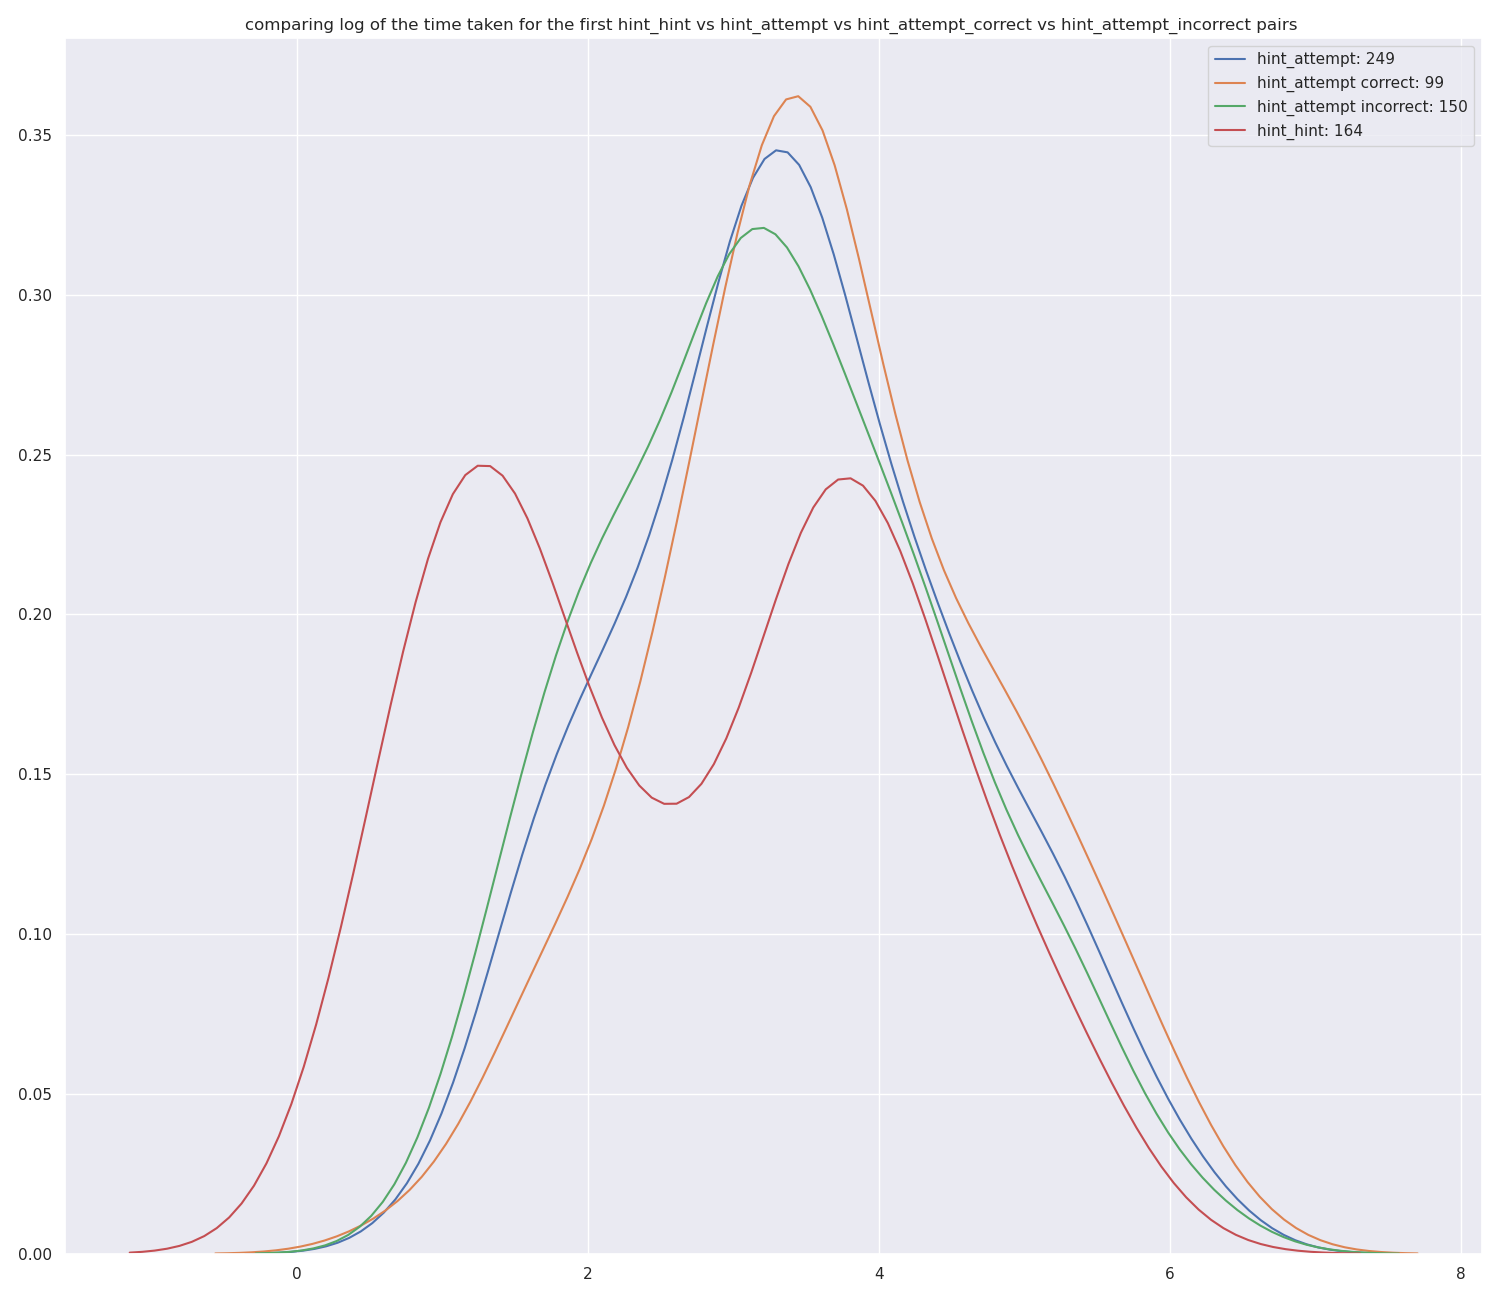 comparing log of the time taken for the first hint_hint vs hint_attempt vs hint_attempt_correct vs hint_attempt_incorrect pairs
hint_attempt: 249
hint_attempt correct: 99
hint_attempt incorrect: 150
hint_hint: 164
0.35
0.30
0.25
0.20
0.15
0.10
0.05
0.00
0 2 4 6 8